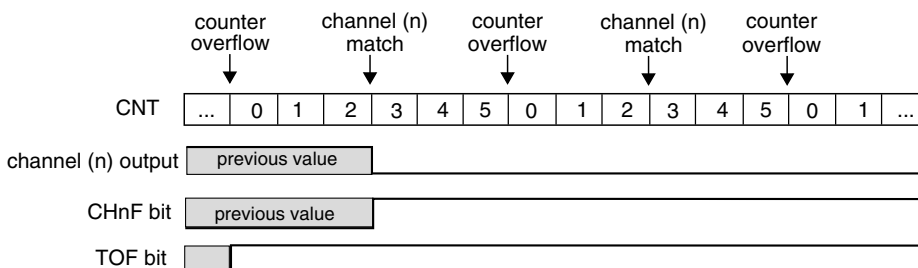 counter overflow
channel (n) match
counter overflow
channel (n) match
counter overflow
CNT ... 0 1 2 3 4 5 0 1 2 3 4 5 0 1 ...
channel (n) output previous value
CHnF bit previous value
TOF bit